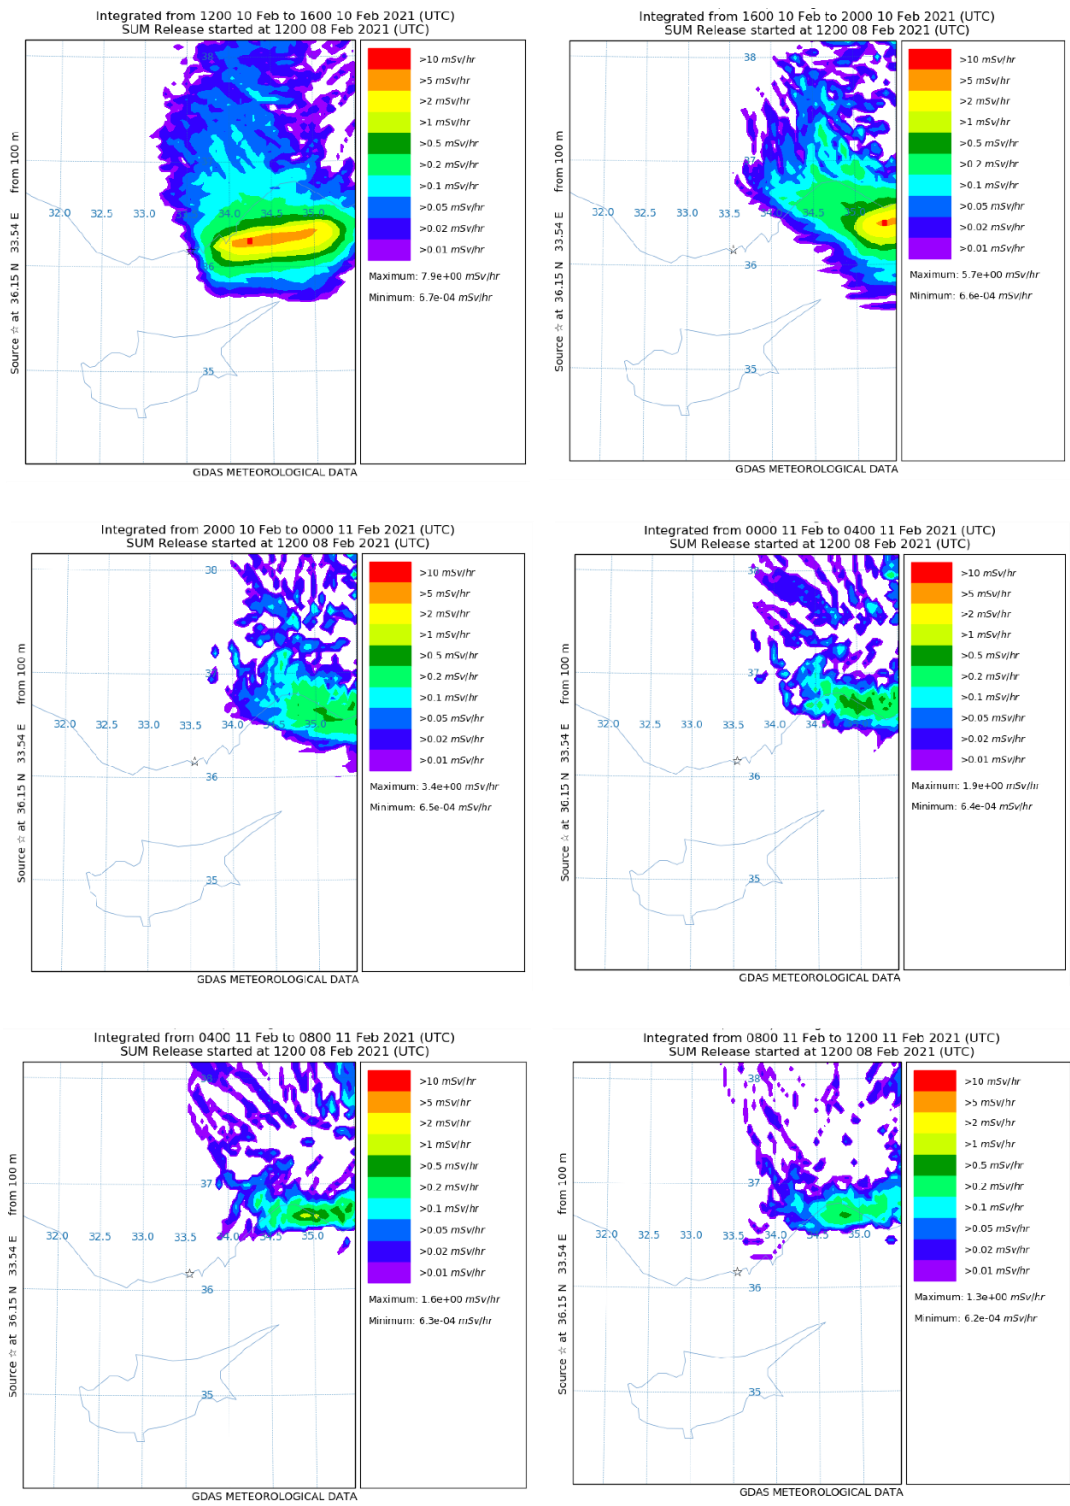 Integrated from 1200 10 Feb to 1600 10 Feb 2021 (UTC)
SUM Release started at 1200 08 Feb 2021 (UTC)
Source ☆ at 36.15 N 33.54 E from 100 m
38
32.0 32.5 33.0 34.0 34.5 35.0
36
35
>10 mSv/hr
>5 mSv/hr
>2 mSv/hr
>1 mSv/hr
>0.5 mSv/hr
>0.2 mSv/hr
>0.1 mSv/hr
>0.05 mSv/hr
>0.02 mSv/hr
>0.01 mSv/hr
Maximum: 7.9e+00 mSv/hr
Minimum: 6.7e-04 mSv/hr
GDAS METEOROLOGICAL DATA
Integrated from 1600 10 Feb to 2000 10 Feb 2021 (UTC)
SUM Release started at 1200 08 Feb 2021 (UTC)
Source ☆ at 36.15 N 33.54 E from 100 m
38
37
32.0 32.5 33.0 33.5 34.0 34.5
36
35
>10 mSv/hr
>5 mSv/hr
>2 mSv/hr
>1 mSv/hr
>0.5 mSv/hr
>0.2 mSv/hr
>0.1 mSv/hr
>0.05 mSv/hr
>0.02 mSv/hr
>0.01 mSv/hr
Maximum: 5.7e+00 mSv/hr
Minimum: 6.6e-04 mSv/hr
GDAS METEOROLOGICAL DATA
Integrated from 2000 10 Feb to 0000 11 Feb 2021 (UTC)
SUM Release started at 1200 08 Feb 2021 (UTC)
Source ☆ at 36.15 N 33.54 E from 100 m
38
32.0 32.5 33.0 33.5 34.0 34.5 35.0
36
35
>10 mSv/hr
>5 mSv/hr
>2 mSv/hr
>1 mSv/hr
>0.5 mSv/hr
>0.2 mSv/hr
>0.1 mSv/hr
>0.05 mSv/hr
>0.02 mSv/hr
>0.01 mSv/hr
Maximum: 3.4e+00 mSv/hr
Minimum: 6.5e-04 mSv/hr
GDAS METEOROLOGICAL DATA
Integrated from 0000 11 Feb to 0400 11 Feb 2021 (UTC)
SUM Release started at 1200 08 Feb 2021 (UTC)
Source ☆ at 36.15 N 33.54 E from 100 m
38
37
32.0 32.5 33.0 33.5 34.0 34.5 35.0
36
35
>10 mSv/hr
>5 mSv/hr
>2 mSv/hr
>1 mSv/hr
>0.5 mSv/hr
>0.2 mSv/hr
>0.1 mSv/hr
>0.05 mSv/hr
>0.02 mSv/hr
>0.01 mSv/hr
Maximum: 1.9e+00 mSv/hr
Minimum: 6.4e-04 mSv/hr
GDAS METEOROLOGICAL DATA
Integrated from 0400 11 Feb to 0800 11 Feb 2021 (UTC)
SUM Release started at 1200 08 Feb 2021 (UTC)
Source ☆ at 36.15 N 33.54 E from 100 m
37
32.0 32.5 33.0 33.5 34.0 34.5 35.0
36
35
>10 mSv/hr
>5 mSv/hr
>2 mSv/hr
>1 mSv/hr
>0.5 mSv/hr
>0.2 mSv/hr
>0.1 mSv/hr
>0.05 mSv/hr
>0.02 mSv/hr
>0.01 mSv/hr
Maximum: 1.6e+00 mSv/hr
Minimum: 6.3e-04 mSv/hr
GDAS METEOROLOGICAL DATA
Integrated from 0800 11 Feb to 1200 11 Feb 2021 (UTC)
SUM Release started at 1200 08 Feb 2021 (UTC)
Source ☆ at 36.15 N 33.54 E from 100 m
38
37
32.0 32.5 33.0 33.5 34.0 34.5 35.0
36
35
>10 mSv/hr
>5 mSv/hr
>2 mSv/hr
>1 mSv/hr
>0.5 mSv/hr
>0.2 mSv/hr
>0.1 mSv/hr
>0.05 mSv/hr
>0.02 mSv/hr
>0.01 mSv/hr
Maximum: 1.3e+00 mSv/hr
Minimum: 6.2e-04 mSv/hr
GDAS METEOROLOGICAL DATA